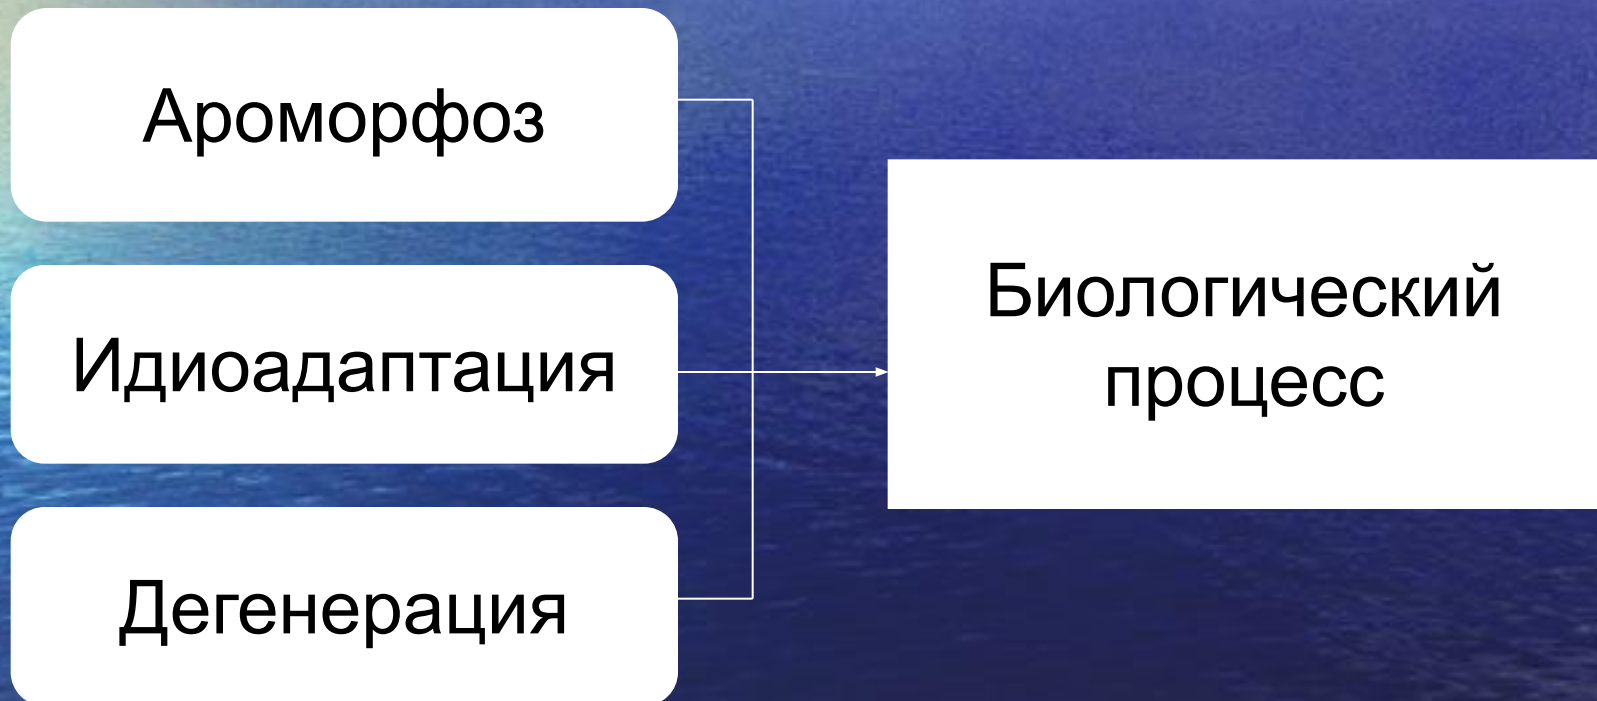 Ароморфоз
Идиоадаптация
Дегенерация
Биологический
процесс